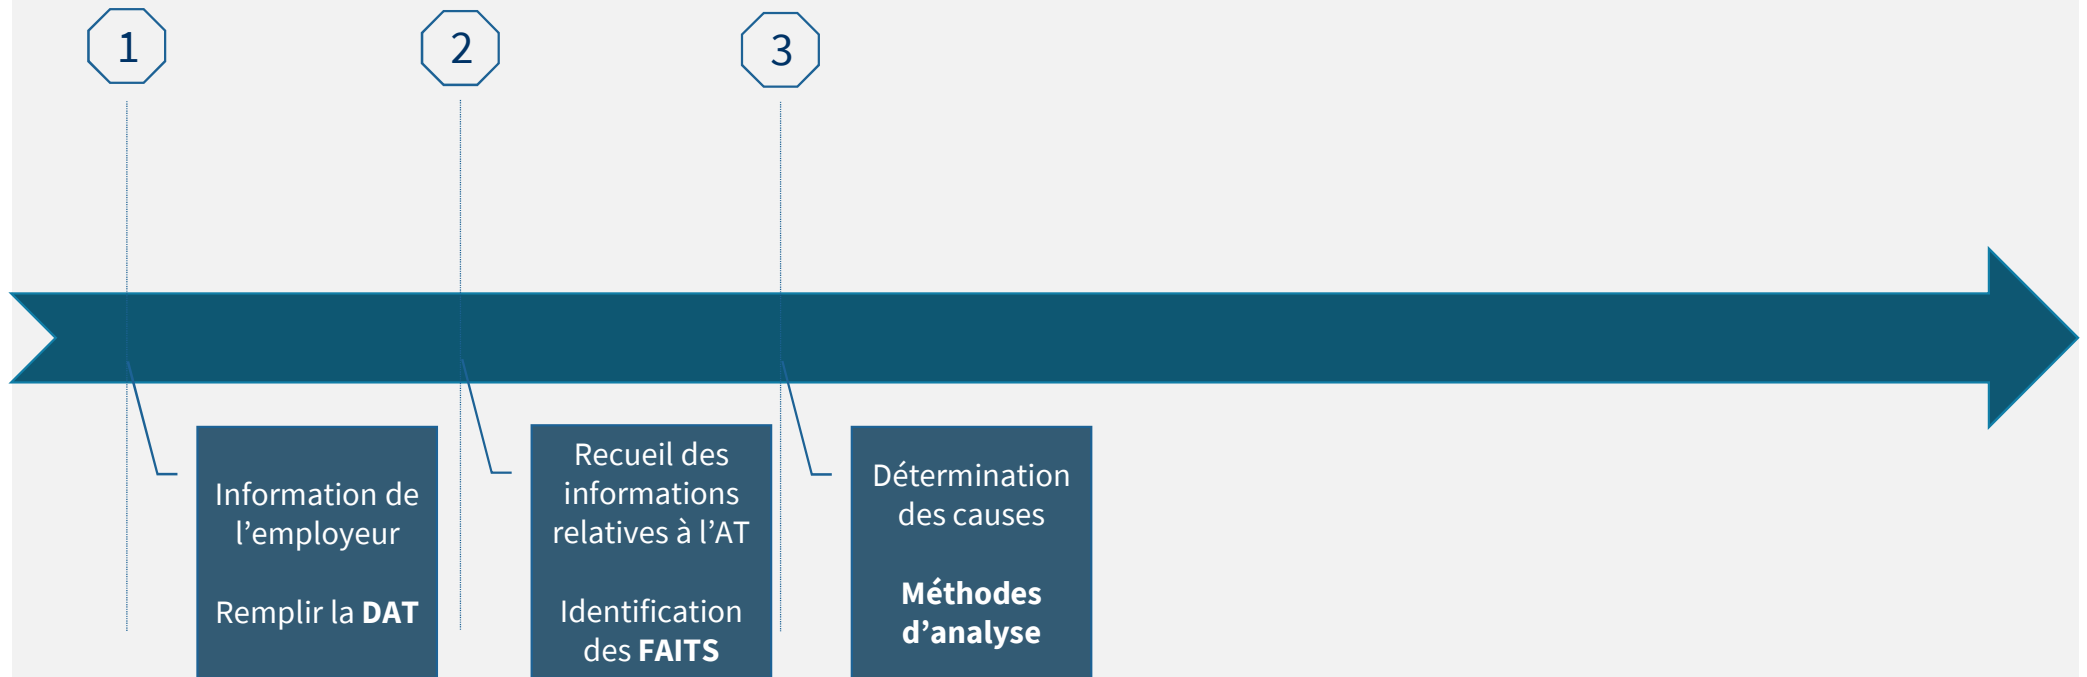 1
2
3
Information de
l’employeur
Remplir la DAT
Recueil des
informations
relatives à l’AT
Identification
des FAITS
Détermination
des causes
Méthodes
d’analyse